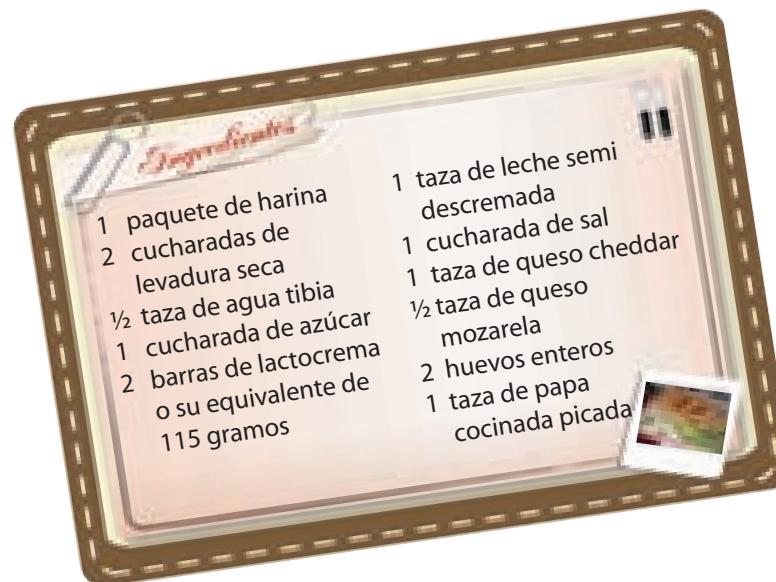 Ingredientes
1 paquete de harina
2 cucharadas de
levadura seca
½ taza de agua tibia
1 cucharada de azúcar
2 barras de lactocrema
o su equivalente de
115 gramos
1 taza de leche semi
descremada
1 cucharada de sal
1 taza de queso cheddar
½ taza de queso
mozarela
2 huevos enteros
1 taza de papa
cocinada picada